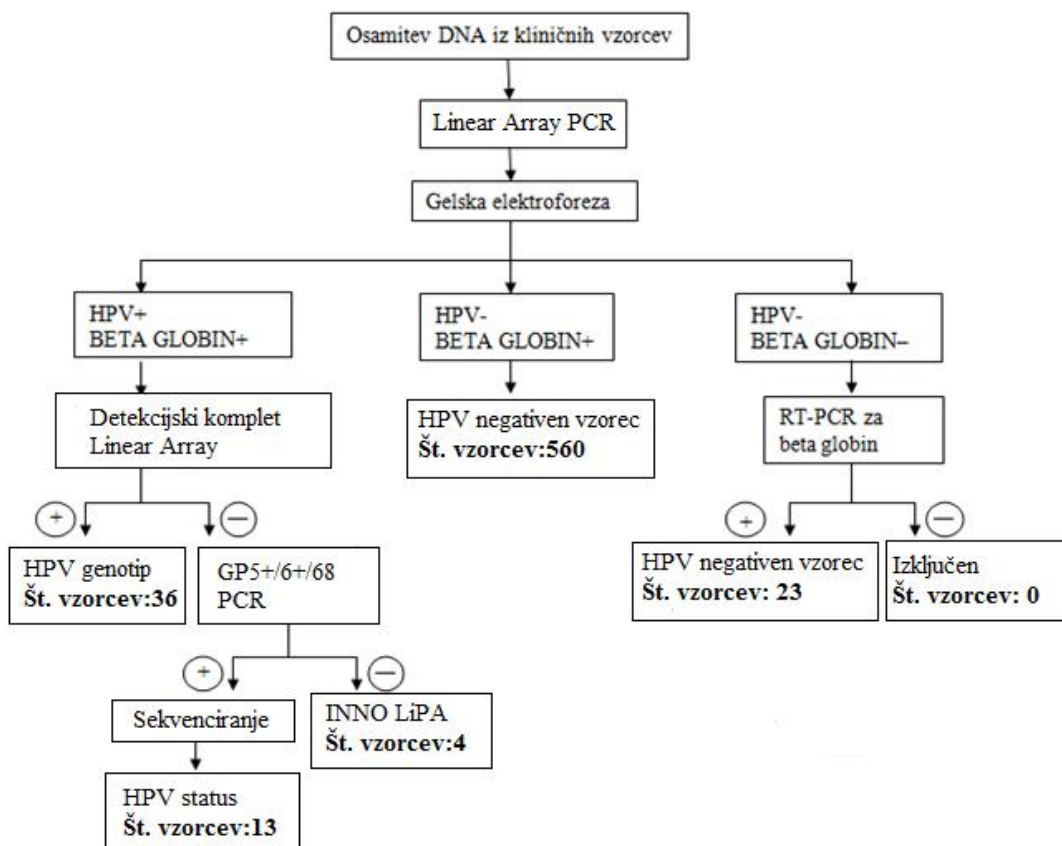 Osamitev DNA iz kliničnih vzorcev
Linear Array PCR
Gelska elektroforeza
HPV+
BETA GLOBIN+
HPV-
BETA GLOBIN+
HPV-
BETA GLOBIN–
Detekcijski komplet
Linear Array
HPV negativen vzorec
Št. vzorcev:560
RT-PCR za
beta globin
+
—
+
—
HPV genotip
Št. vzorcev:36
GP5+/6+/68
PCR
HPV negativen vzorec
Št. vzorcev: 23
Izključen
Št. vzorcev: 0
+
—
Sekvenciranje
INNO LiPA
Št. vzorcev:4
HPV status
Št. vzorcev:13